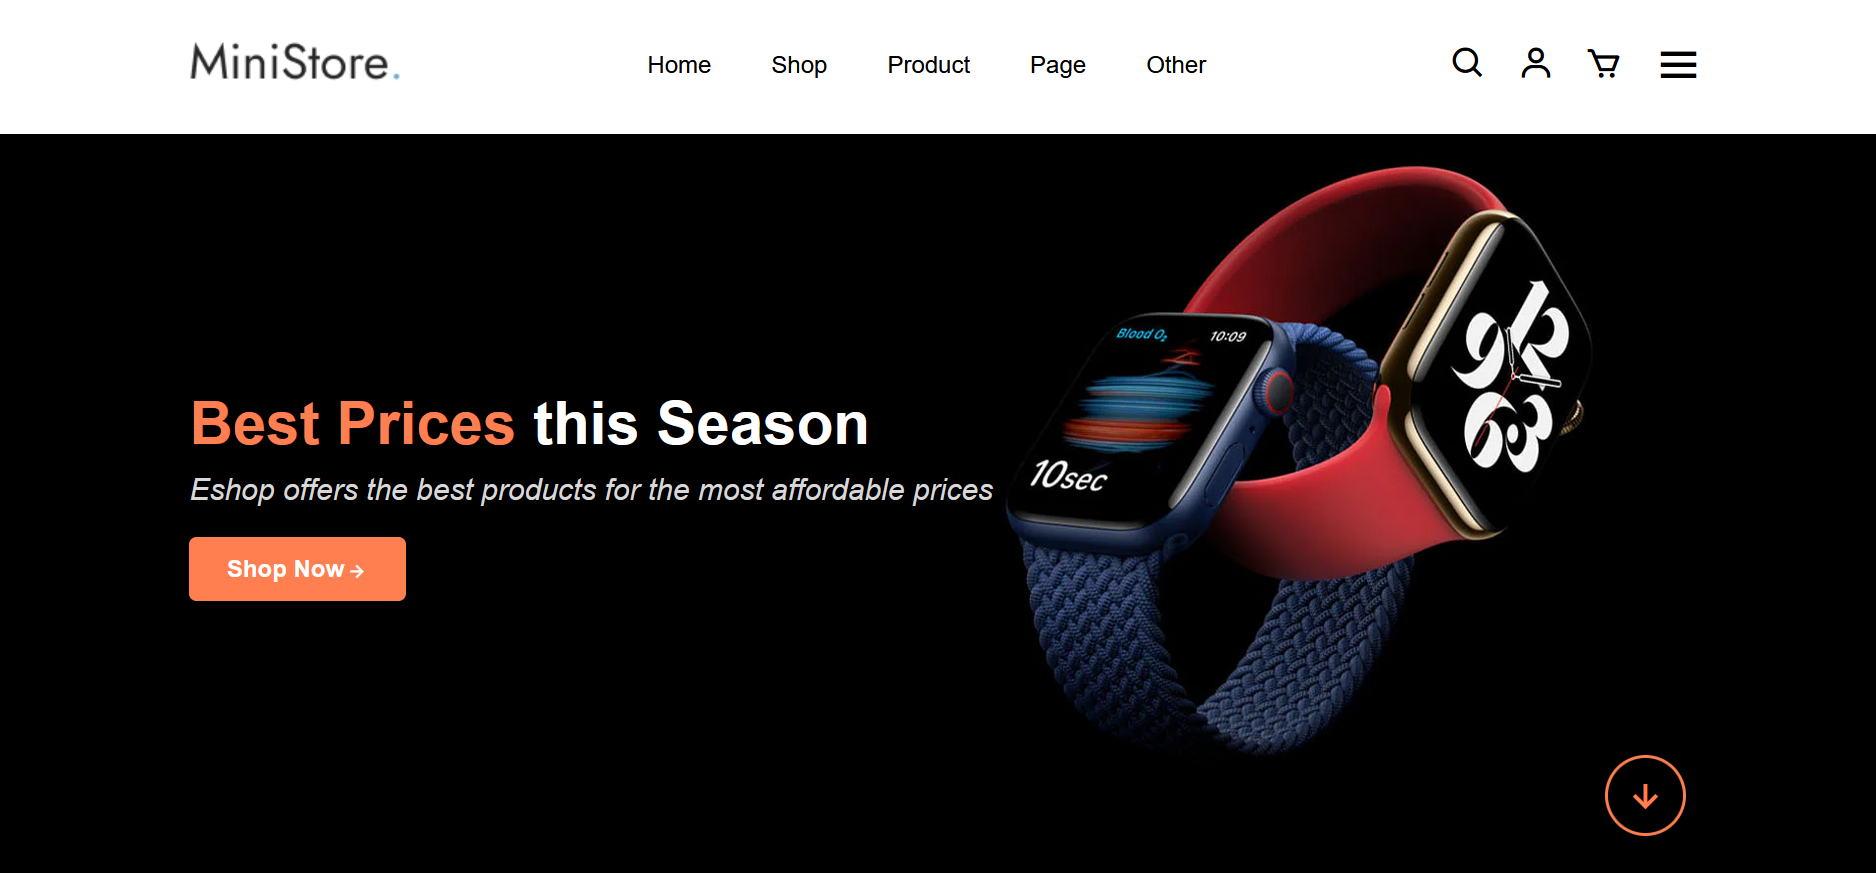 MiniStore.
Home Shop Product Page Other
Blood O₂ 10:09
10sec
12
9
3
6
Best Prices this Season
Eshop offers the best products for the most affordable prices
Shop Now →